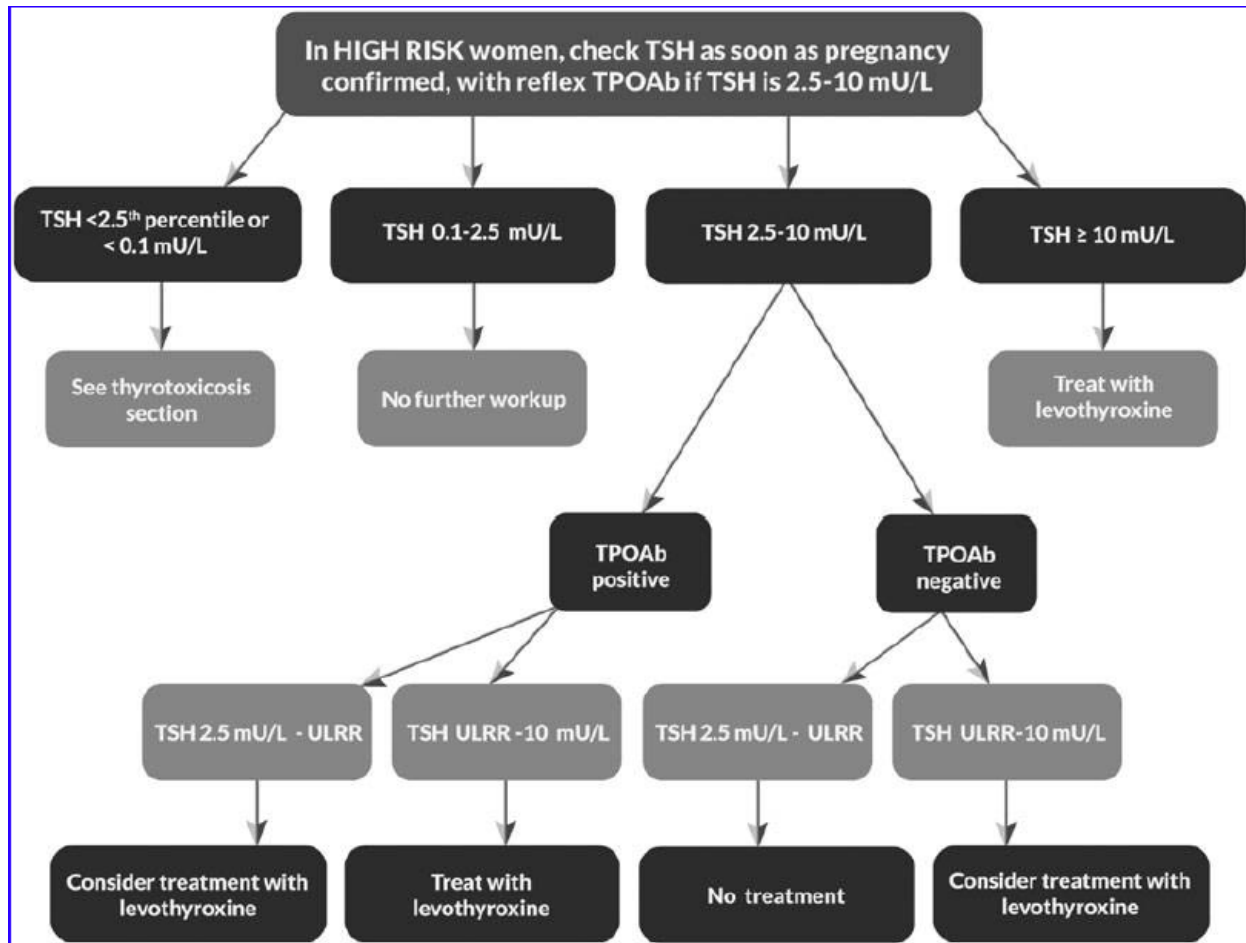 In HIGH RISK women, check TSH as soon as pregnancy
confirmed, with reflex TPOAb if TSH is 2.5-10 mU/L
TSH <2.5th percentile or
< 0.1 mU/L
TSH 0.1-2.5 mU/L
TSH 2.5-10 mU/L
TSH ≥ 10 mU/L
See thyrotoxicosis
section
No further workup
Treat with
levothyroxine
TPOAb
positive
TPOAb
negative
TSH 2.5 mU/L - ULRR
TSH ULRR -10 mU/L
TSH 2.5 mU/L - ULRR
TSH ULRR-10 mU/L
Consider treatment with
levothyroxine
Treat with
levothyroxine
No treatment
Consider treatment with
levothyroxine